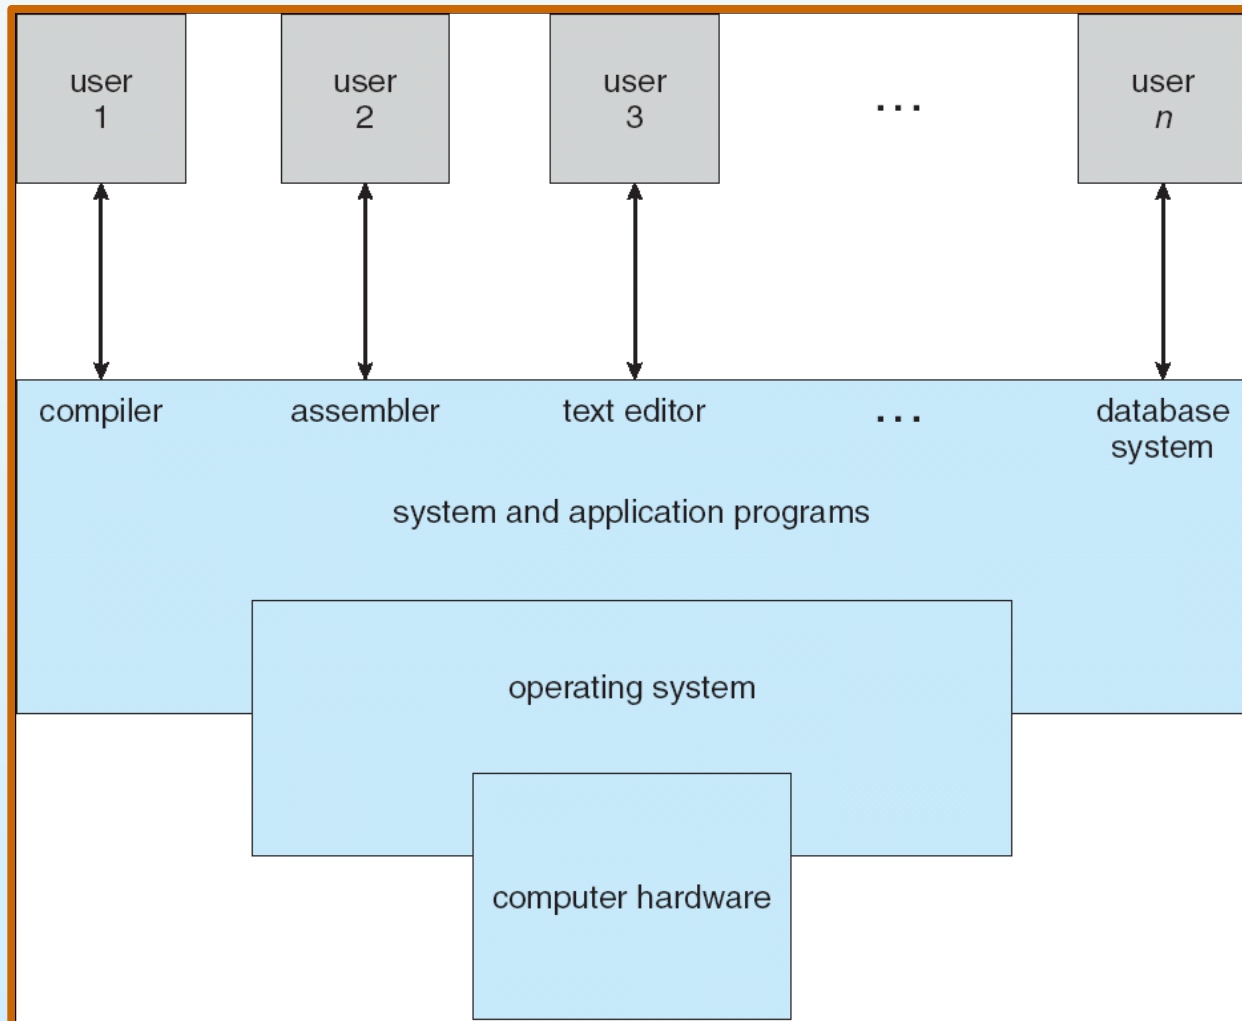 user
1
user
2
user
3
...
user
n
compiler
assembler
text editor
...
database
system
system and application programs
operating system
computer hardware